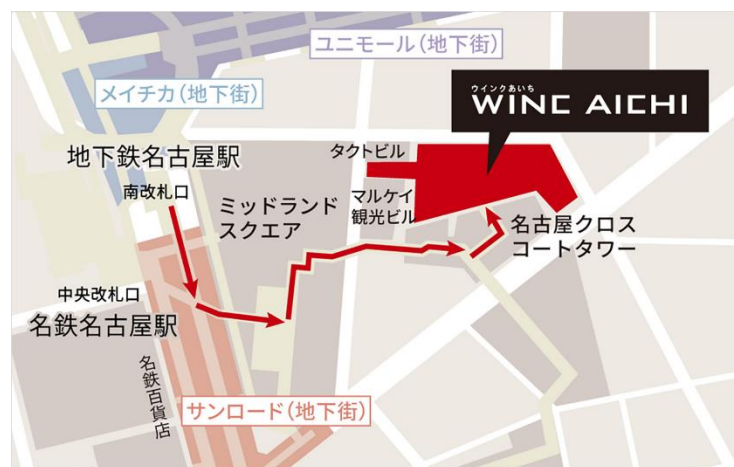 ユニモール(地下街)
メイチカ(地下街)
ウインクあいち
WINC AICHI
地下鉄名古屋駅
南改札口
タクトビル
ミッドランド
スクエア
マルケイ
観光ビル
名古屋クロス
コートタワー
中央改札口
名鉄名古屋駅
名鉄百貨店
サンロード(地下街)